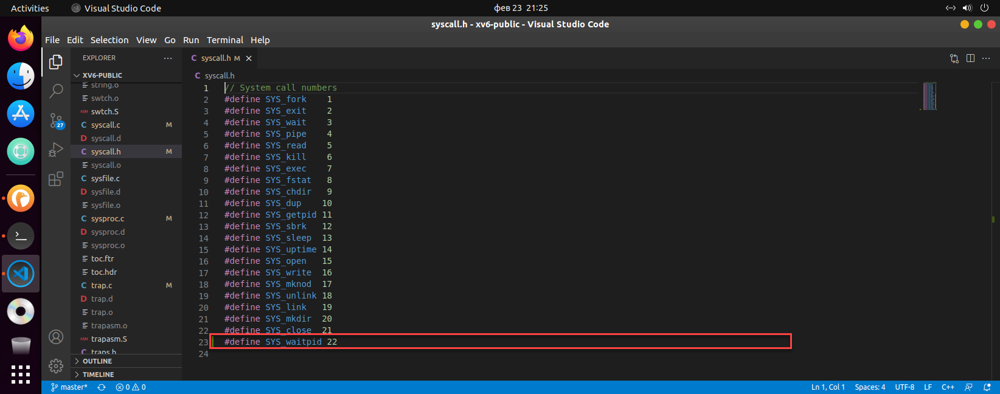 Activities
Visual Studio Code
фев 23 21:25
syscall.h - xv6-public - Visual Studio Code
File Edit Selection View Go Run Terminal Help
EXPLORER
XV6-PUBLIC
string.o
swtch.o
ASM swtch.S
C syscall.c M
D syscall.d
C syscall.h M
syscall.o
C sysfile.c
D sysfile.d
sysfile.o
C sysproc.c M
D sysproc.d
sysproc.o
toc.ftr
toc.hdr
C trap.c M
D trap.d
trap.o
trapasm.o
ASM trapasm.S
C traps.h
OUTLINE
TIMELINE
27
C syscall.h M
C syscall.h
1 // System call numbers
2 #define SYS_fork 1
3 #define SYS_exit 2
4 #define SYS_wait 3
5 #define SYS_pipe 4
6 #define SYS_read 5
7 #define SYS_kill 6
8 #define SYS_exec 7
9 #define SYS_fstat 8
10 #define SYS_chdir 9
11 #define SYS_dup 10
12 #define SYS_getpid 11
13 #define SYS_sbrk 12
14 #define SYS_sleep 13
15 #define SYS_uptime 14
16 #define SYS_open 15
17 #define SYS_write 16
18 #define SYS_mknod 17
19 #define SYS_unlink 18
20 #define SYS_link 19
21 #define SYS_mkdir 20
22 #define SYS_close 21
23 #define SYS_waitpid 22
24
master* 0 0
Ln 1, Col 1 Spaces: 4 UTF-8 LF C++